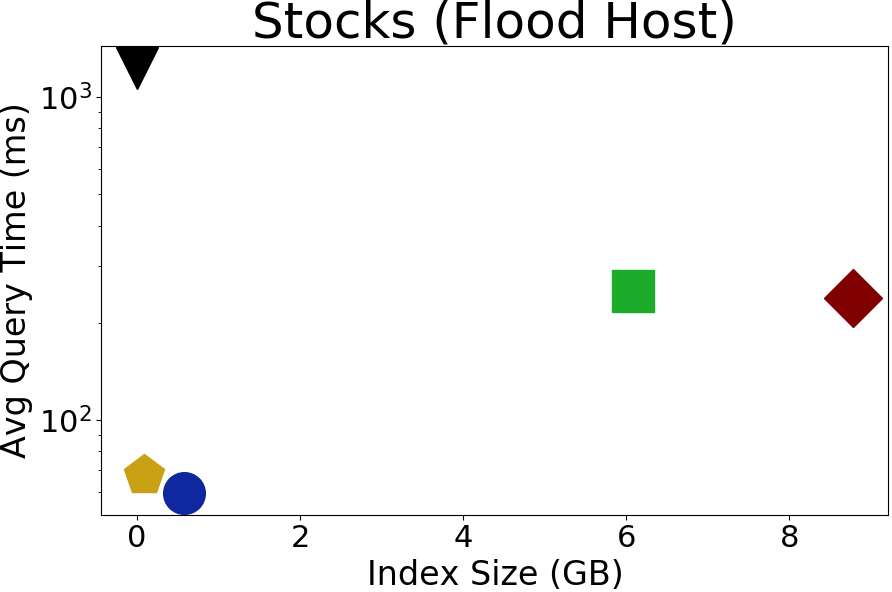 Stocks (Flood Host)
Avg Query Time (ms)
10³
10²
0 2 4 6 8
Index Size (GB)